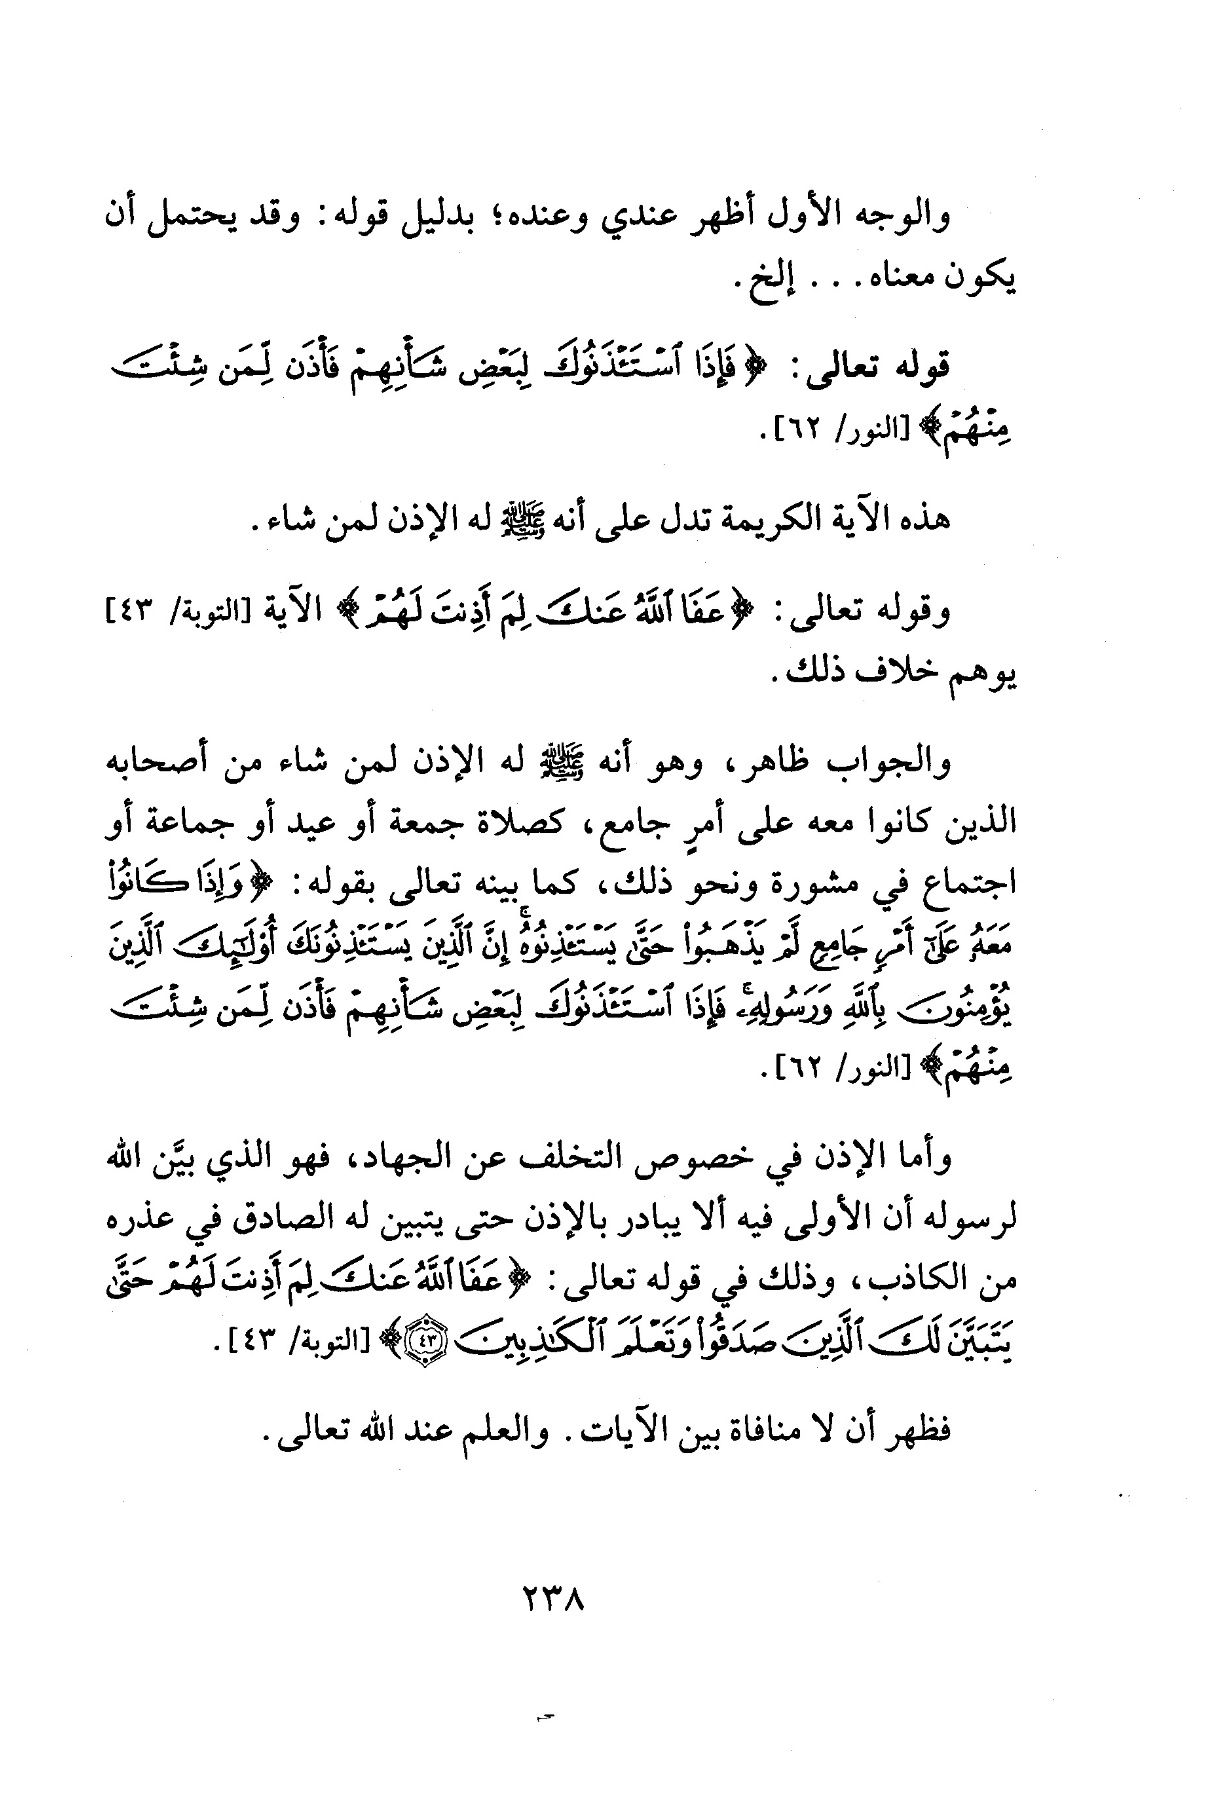 والوجه الأول أظهر عندي وعنده؛ بدليل قوله: وقد يحتمل أن
يكون معناه... إلخ.
قوله تعالى: ﴿فَإِذَا ٱسْتَـْٔذَنُوكَ لِبَعْضِ شَأْنِهِمْ فَأْذَن لِّمَن شِئْتَ
مِنْهُمْ﴾ [النور/ ٦٢].
هذه الآية الكريمة تدل على أنه ﷺ له الإذن لمن شاء.
وقوله تعالى: ﴿عَفَا ٱللَّهُ عَنكَ لِمَ أَذِنتَ لَهُمْ﴾ الآية [التوبة/ ٤٣]
يوهم خلاف ذلك.
والجواب ظاهر، وهو أنه ﷺ له الإذن لمن شاء من أصحابه
الذين كانوا معه على أمرٍ جامع، كصلاة جمعة أو عيد أو جماعة أو
اجتماع في مشورة ونحو ذلك، كما بينه تعالى بقوله: ﴿وَإِذَا كَانُوا۟
مَعَهُۥ عَلَىٰٓ أَمْرٍ جَامِعٍ لَّمْ يَذْهَبُوا۟ حَتَّىٰ يَسْتَـْٔذِنُوهُ ۚ إِنَّ ٱلَّذِينَ يَسْتَـْٔذِنُونَكَ أُو۟لَٰٓئِكَ ٱلَّذِينَ
يُؤْمِنُونَ بِٱللَّهِ وَرَسُولِهِۦ ۚ فَإِذَا ٱسْتَـْٔذَنُوكَ لِبَعْضِ شَأْنِهِمْ فَأْذَن لِّمَن شِئْتَ
مِنْهُمْ﴾ [النور/ ٦٢].
وأما الإذن في خصوص التخلف عن الجهاد، فهو الذي بيَّن الله
لرسوله أن الأولى فيه ألا يبادر بالإذن حتى يتبين له الصادق في عذره
من الكاذب، وذلك في قوله تعالى: ﴿عَفَا ٱللَّهُ عَنكَ لِمَ أَذِنتَ لَهُمْ حَتَّىٰ
يَتَبَيَّنَ لَكَ ٱلَّذِينَ صَدَقُوا۟ وَتَعْلَمَ ٱلْكَٰذِبِينَ ٤٣﴾ [التوبة/ ٤٣].
فظهر أن لا منافاة بين الآيات. والعلم عند الله تعالى.
٢٣٨